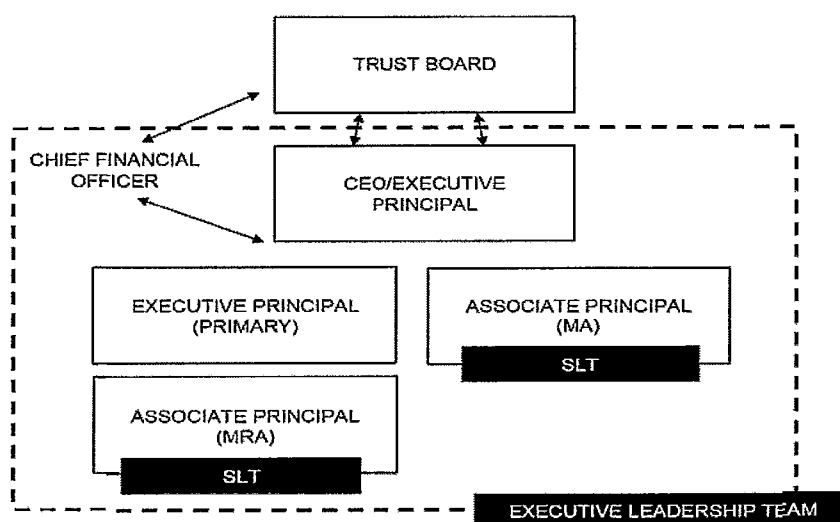 TRUST BOARD
CHIEF FINANCIAL
OFFICER
CEO/EXECUTIVE
PRINCIPAL
EXECUTIVE PRINCIPAL
(PRIMARY)
ASSOCIATE PRINCIPAL
(MA)
SLT
ASSOCIATE PRINCIPAL
(MRA)
SLT
EXECUTIVE LEADERSHIP TEAM